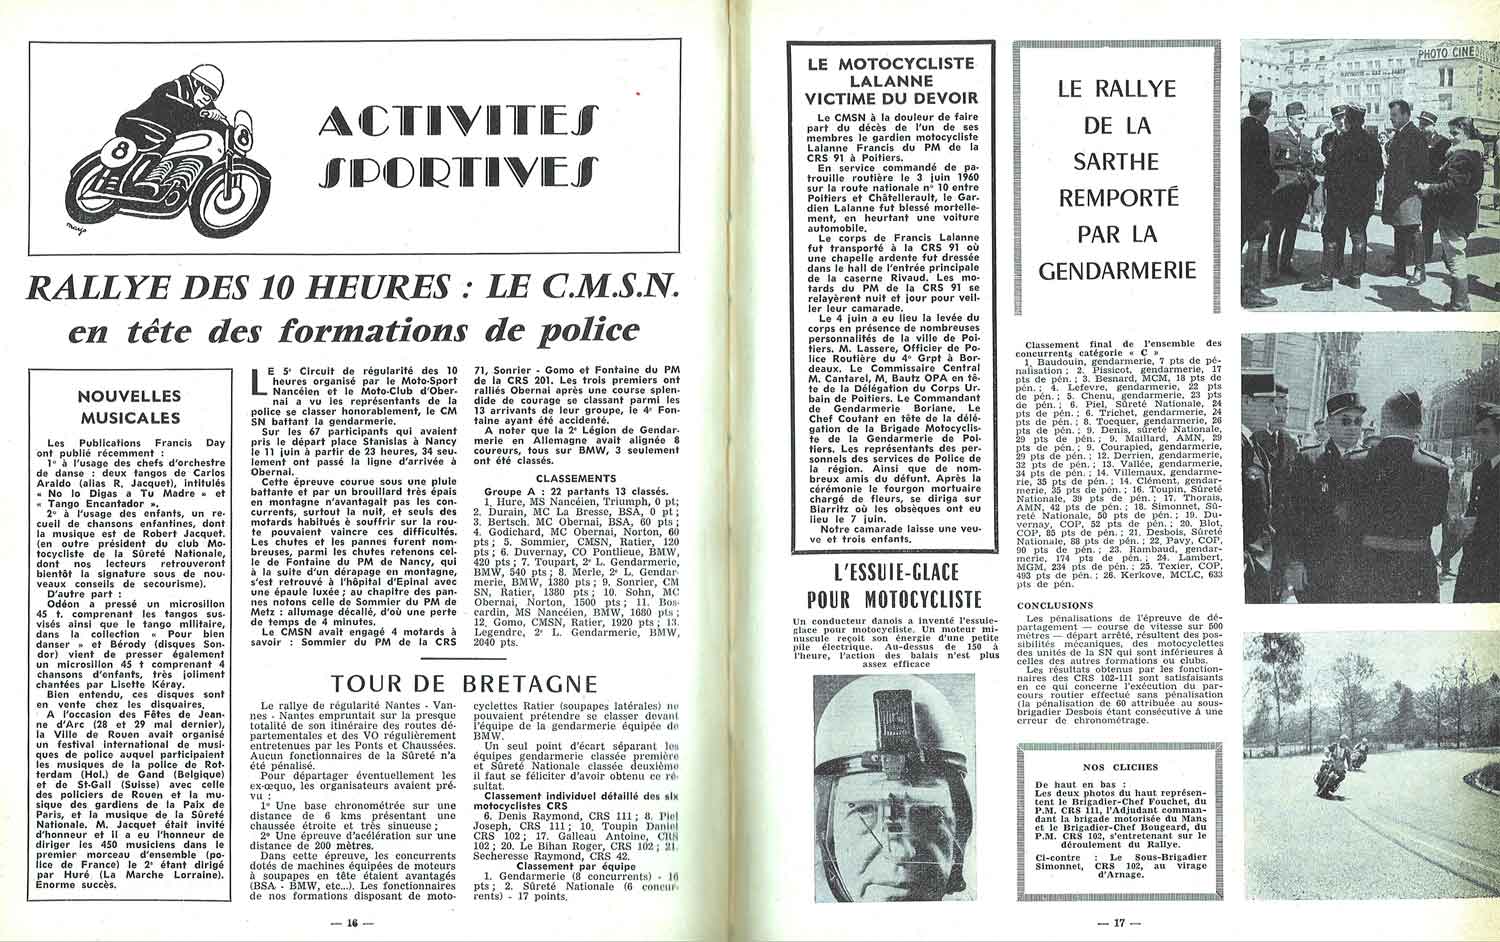 ACTIVITES
SPORTIVES
RALLYE DES 10 HEURES : LE C.M.S.N.
en tête des formations de police
NOUVELLES
MUSICALES
Les Publications Francis Day
ont publié récemment :
1° à l'usage des chefs d'orchestre
de danse : deux tangos de Carlos
Araldo (alias R, Jacquet), intitulés
« No lo Digas a Tu Madre » et
« Tango Encantador ».
2° à l'usage des enfants, un re-
cueil de chansons enfantines, dont
la musique est de Robert Jacquet.
(en outre président du club Mo-
tocycliste de la Sûreté Nationale,
dont nos lecteurs retrouveront
bientôt la signature sous de nou-
veaux conseils de secourisme).
D'autre part :
Odéon a pressé un microsillon
45 t. comprenant les tangos sus-
visés ainsi que le tango militaire,
dans la collection « Pour bien
danser » et Bérody (disques Son-
dor) vient de presser également
un microsillon 45 t comprenant 4
chansons d'enfants, très joliment
chantées par Lisette Kéray.
Bien entendu, ces disques sont
en vente chez les disquaires.
A l'occasion des Fêtes de Jean-
ne d'Arc (28 et 29 mai dernier),
la Ville de Rouen avait organisé
un festival international de musi-
ques de police auquel participaient
les musiques de la police de Rot-
terdam (Hol.) de Gand (Belgique)
et de St-Gall (Suisse) avec celle
des policiers de Rouen et la mu-
sique des gardiens de la Paix de
Paris, et la musique de la Sûreté
Nationale. M. Jacquet était invité
d'honneur et il a eu l'honneur de
diriger les 450 musiciens dans le
premier morceau d'ensemble (po-
lice de France) le 2e étant dirigé
par Huré (La Marche Lorraine).
Enorme succès.
LE 5e Circuit de régularité des 10
heures organisé par le Moto-Sport
Nancéien et le Moto-Club d'Ober-
nai a vu les représentants de la
police se classer honorablement, le CM
SN battant la gendarmerie.
Sur les 67 participants qui avaient
pris le départ place Stanislas à Nancy
le 11 juin à partir de 23 heures, 34 seu-
lement ont passé la ligne d'arrivée à
Obernai.
Cette épreuve courue sous une pluie
battante et par un brouillard très épais
en montagne n'avantagait pas les con-
currents, surtout la nuit, et seuls des
motards habitués à souffrir sur la rou-
te pouvaient vaincre ces difficultés.
Les chutes et les pannes furent nom-
breuses, parmi les chutes retenons cel-
le de Fontaine du PM de Nancy, qui
à la suite d'un dérapage en montagne,
s'est retrouvé à l'hôpital d'Epinal avec
une épaule luxée ; au chapitre des pan-
nes notons celle de Sommier du PM de
Metz : allumage décallé, d'où une perte
de temps de 4 minutes.
Le CMSN avait engagé 4 motards à
savoir : Sommier du PM de la CRS
71, Sonrier - Gomo et Fontaine du PM
de la CRS 201. Les trois premiers ont
ralliés Obernai après une course splen-
dide de courage se classant parmi les
13 arrivants de leur groupe, le 4e Fon-
taine ayant été accidenté.
A noter que la 2e Légion de Gendar-
merie en Allemagne avait alignée 8
coureurs, tous sur BMW, 3 seulement
ont été classés.
CLASSEMENTS
Groupe A : 22 partants 13 classés.
1. Hure, MS Nancéien, Triumph, 0 pt;
2. Durain, MC La Bresse, BSA, 0 pt ;
3. Bertsch. MC Obernai, BSA, 60 pts ;
4. Godichard, MC Obernai, Norton, 60
pts ; 5. Sommier, CMSN, Ratier, 120
pts ; 6. Duvernay, CO Pontlieue, BMW,
420 pts ; 7. Toupart, 2e L. Gendarmerie,
BMW, 540 pts ; 8. Merle, 2e L. Gendar-
merie, BMW, 1380 pts ; 9. Sonrier, CM
SN, Ratier, 1380 pts ; 10. Sohn, MC
Obernai, Norton, 1500 pts ; 11. Bos-
cardin, MS Nancéien, BMW, 1680 pts ;
12. Gomo, CMSN, Ratier, 1920 pts ; 13.
Legendre, 2e L. Gendarmerie, BMW,
2040 pts.
TOUR DE BRETAGNE
Le rallye de régularité Nantes - Van-
nes - Nantes empruntait sur la presque
totalité de son itinéraire des routes dé-
partementales et des VO régulièrement
entretenues par les Ponts et Chaussées.
Aucun fonctionnaires de la Sûreté n'a
été pénalisé.
Pour départager éventuellement les
ex-œquo, les organisateurs avaient pré-
vu :
1° Une base chronométrée sur une
distance de 6 kms présentant une
chaussée étroite et très sinueuse ;
2° Une épreuve d'acélération sur une
distance de 200 mètres.
Dans cette épreuve, les concurrents
dotés de machines équipées de moteurs
à soupapes en tête étaient avantagés
(BSA - BMW, etc...). Les fonctionnaires
de nos formations disposant de moto-
cyclettes Ratier (soupapes latérales) ne
pouvaient prétendre se classer devant
l'équipe de la gendarmerie équipée de
BMW.
Un seul point d'écart séparant les
équipes gendarmerie classée première
et Sûreté Nationale classée deuxième
il faut se féliciter d'avoir obtenu ce ré-
sultat.
Classement individuel détaillé des six
motocyclistes CRS
6. Denis Raymond, CRS 111 ; 8. Piel
Joseph, CRS 111 ; 10. Toupin Daniel
CRS 102 ; 17. Galleau Antoine, CRS
102 ; 20. Le Bihan Roger, CRS 102 ; 21.
Secheresse Raymond, CRS 42.
Classement par équipe
1. Gendarmerie (8 concurrents) - 16
pts ; 2. Sûreté Nationale (6 concur-
rents) - 17 points.
— 16 —
LE MOTOCYCLISTE
LALANNE
VICTIME DU DEVOIR
Le CMSN à la douleur de faire
part du décès de l'un de ses
membres le gardien motocycliste
Lalanne Francis du PM de la
CRS 91 à Poitiers.
En service commandé de pa-
trouille routière le 3 juin 1960
sur la route nationale n° 10 entre
Poitiers et Châtellerault, le Gar-
dien Lalanne fut blessé mortelle-
ment, en heurtant une voiture
automobile.
Le corps de Francis Lalanne
fut transporté à la CRS 91 où
une chapelle ardente fut dressée
dans le hall de l'entrée principale
de la caserne Rivaud. Les mo-
tards du PM de la CRS 91 se
relayèrent nuit et jour pour veil-
ler leur camarade.
Le 4 juin a eu lieu la levée du
corps en présence de nombreuses
personnalités de la ville de Poi-
tiers. M. Lassere, Officier de Po-
lice Routière du 4e Grpt à Bor-
deaux. Le Commissaire Central
M. Cantarel, M, Bautz OPA en tê-
te de la Délégation du Corps Ur-
bain de Poitiers. Le Commandant
de Gendarmerie Boriane, Le
Chef Coutant en tête de la délé-
gation de la Brigade Motocyclis-
te de la Gendarmerie de Poi-
tiers. Les représentants des per-
sonnels des services de Police de
la région. Ainsi que de nom-
breux amis du défunt. Après la
cérémonie le fourgon mortuaire
chargé de fleurs, se diriga sur
Biarritz où les obsèques ont eu
lieu le 7 juin.
Notre camarade laisse une veu-
ve et trois enfants.
L'ESSUIE-GLACE
POUR MOTOCYCLISTE
Un conducteur danois a inventé l'essuie-
glace pour motocycliste. Un moteur mi-
nuscule reçoit son énergie d'une petite
pile électrique. Au-dessus de 150 à
l'heure, l'action des balais n'est plus
assez efficace
LE RALLYE
DE LA
SARTHE
REMPORTÉ
PAR LA
GENDARMERIE
Classement final de l'ensemble des
concurrents catégorie « C »
1. Baudouin, gendarmerie, 7 pts de pé-
nalisation ; 2. Pissicot, gendarmerie, 17
pts de pén. ; 3. Besnard, MCM, 18 pts de
pén. ; 4. Lefevre, gendarmerie, 22 pts
de pén. ; 5. Chenu, gendarmerie, 23 pts
de pén. ; 6. Piel, Sûreté Nationale, 24
pts de pén. ; 6. Trichet, gendarmerie, 24
pts de pén. ; 8. Tocquer, gendarmerie, 26
pts de pén. ; 9. Denis, sûreté Nationale,
29 pts de pén. ; 9. Maillard, AMN, 29
pts de pén. ; 9. Courapied, gendarmerie,
29 pts de pén. ; 12. Derrien, gendarmerie,
32 pts de pén. ; 13. Vallée, gendarmerie,
34 pts de pén. ; 14. Villemaux, gendarme-
rie, 35 pts de pén. ; 14. Clément, gendar-
merie, 35 pts de pén. ; 16. Toupin, Sûreté
Nationale, 39 pts de pén. ; 17. Thorais,
AMN, 42 pts de pén. ; 18. Simonnet, Sû-
reté Nationale, 50 pts de pén. ; 19. Du-
vernay, COP, 52 pts de pén. ; 20. Blot,
COP, 85 pts de pén. ; 21. Desbois, Sûreté
Nationale, 88 pts de pén. ; 22, Pavy, COP,
90 pts de pén. ; 23. Rambaud, gendar-
merie, 174 pts de pén. ; 24. Lambert,
MGM, 234 pts de pén. ; 25. Texier, COP,
493 pts de pén. ; 26. Kerkove, MCLC, 633
pts de pén.
CONCLUSIONS
Les pénalisations de l'épreuve de dé-
partagement — course de vitesse sur 500
mètres — départ arrêté, résultent des pos-
sibilités mécaniques, des motocyclettes
des unités de la SN qui sont inférieures à
celles des autres formations ou clubs.
Les résultats obtenus par les fonction-
naires des CRS 102-111 sont satisfaisants
en ce qui concerne l'exécution du par-
cours routier effectué sans pénalisation
(la pénalisation de 60 attribuée au sous-
brigadier Desbois étant consécutive à une
erreur de chronométrage.
NOS CLICHES
De haut en bas :
Les deux photos du haut représen-
tent le Brigadier-Chef Fouchet, du
P.M. CRS 111, l'Adjudant comman-
dant la brigade motorisée du Mans
et le Brigadier-Chef Bougeard, du
P.M. CRS 102, s'entretenant sur le
déroulement du Rallye.
Ci-contre : Le Sous-Brigadier
Simonnet, CRS 102, au virage
d'Arnage.
PHOTO CINE
— 17 —